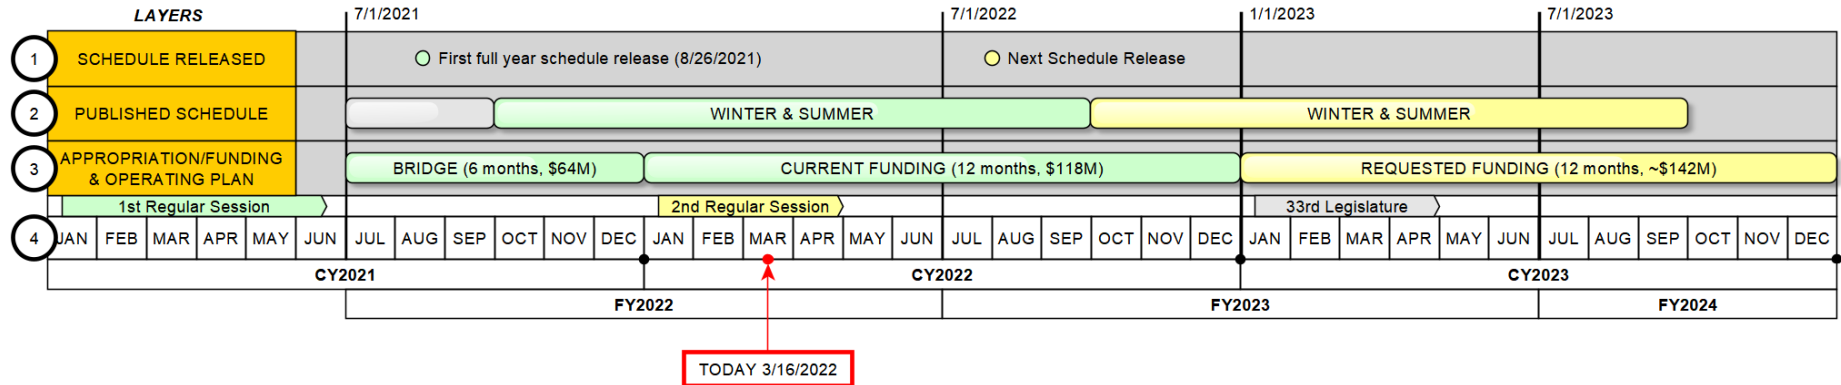 LAYERS 7/1/2021 7/1/2022 1/1/2023 7/1/2023
1 SCHEDULE RELEASED First full year schedule release (8/26/2021) Next Schedule Release
2 PUBLISHED SCHEDULE WINTER & SUMMER WINTER & SUMMER
3 APPROPRIATION/FUNDING
& OPERATING PLAN
BRIDGE (6 months, $64M) CURRENT FUNDING (12 months, $118M) REQUESTED FUNDING (12 months, ~$142M)
1st Regular Session 2nd Regular Session 33rd Legislature
4 JAN FEB MAR APR MAY JUN JUL AUG SEP OCT NOV DEC JAN FEB MAR APR MAY JUN JUL AUG SEP OCT NOV DEC JAN FEB MAR APR MAY JUN JUL AUG SEP OCT NOV DEC
CY2021 CY2022 CY2023
FY2022 FY2023 FY2024
TODAY 3/16/2022